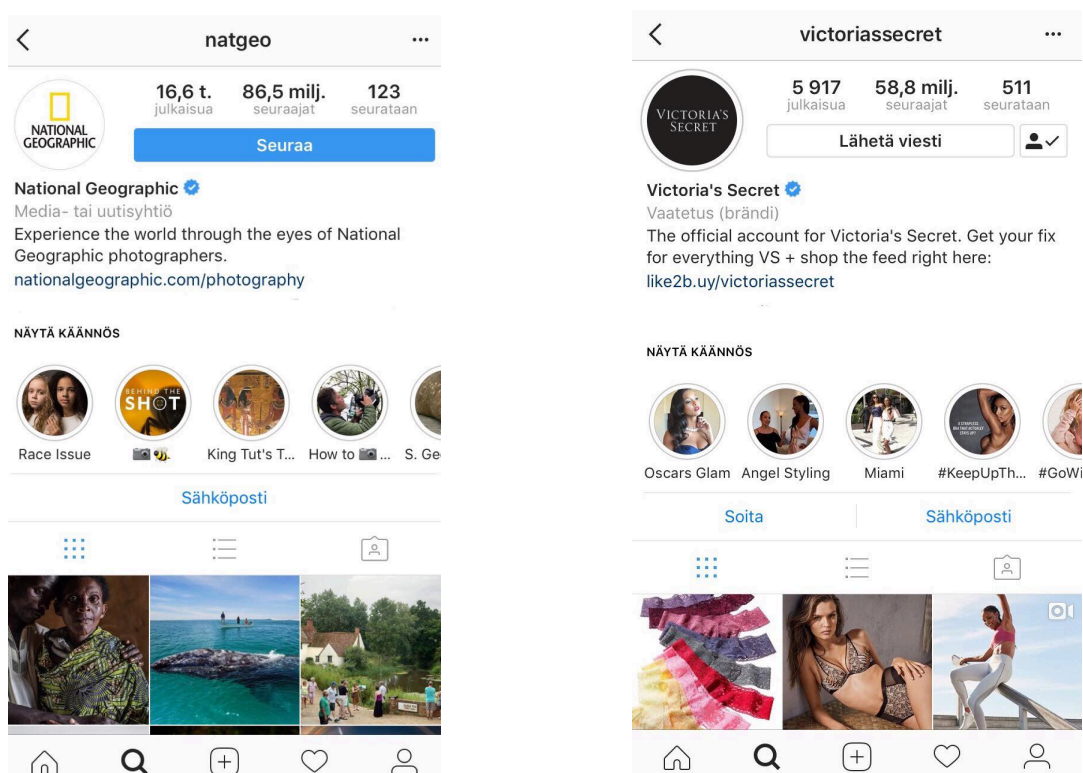 natgeo
NATIONAL
GEOGRAPHIC
16,6 t. 86,5 milj. 123
julkaisua seuraajat seurataan
Seuraa
National Geographic
Media- tai uutisyhtiö
Experience the world through the eyes of National
Geographic photographers.
nationalgeographic.com/photography
NÄYTÄ KÄÄNNÖS
BEHIND THE
SHOT
Race Issue King Tut's T... How to ... S. Ge
Sähköposti
victoriassecret
VICTORIA'S
SECRET
5 917 58,8 milj. 511
julkaisua seuraajat seurataan
Lähetä viesti
Victoria's Secret
Vaatetus (brändi)
The official account for Victoria's Secret. Get your fix
for everything VS + shop the feed right here:
like2b.uy/victoriassecret
NÄYTÄ KÄÄNNÖS
Oscars Glam Angel Styling Miami #KeepUpTh... #GoWi
Soita Sähköposti